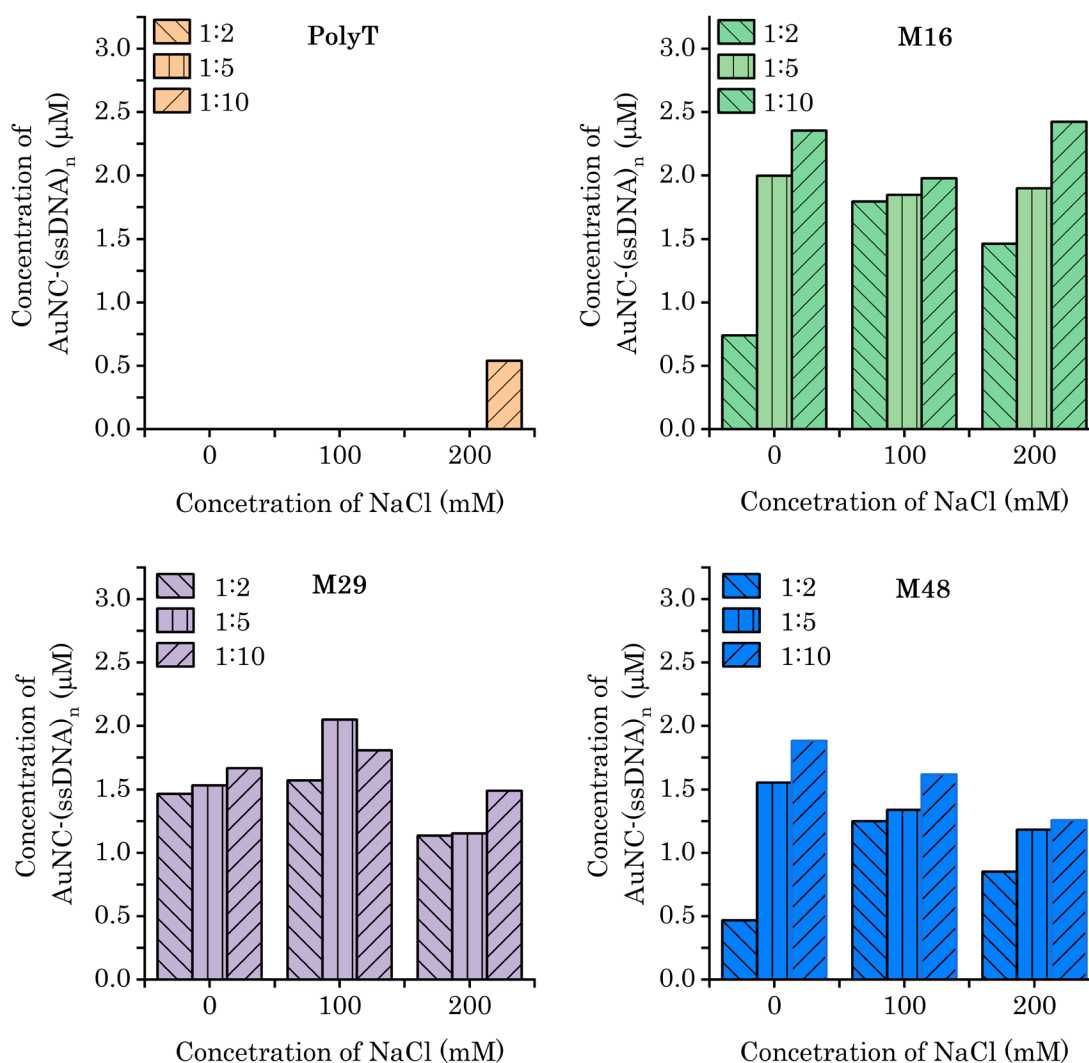 PolyT
1:2
1:5
1:10
3.0
2.5
2.0
1.5
1.0
0.5
0.0
Concentration of
AuNC-(ssDNA)n (µM)
0 100 200
Concetration of NaCl (mM)
M16
1:2
1:5
1:10
3.0
2.5
2.0
1.5
1.0
0.5
0.0
Concentration of
AuNC-(ssDNA)n (µM)
0 100 200
Concetration of NaCl (mM)
M29
1:2
1:5
1:10
3.0
2.5
2.0
1.5
1.0
0.5
0.0
Concentration of
AuNC-(ssDNA)n (µM)
0 100 200
Concetration of NaCl (mM)
M48
1:2
1:5
1:10
3.0
2.5
2.0
1.5
1.0
0.5
0.0
Concentration of
AuNC-(ssDNA)n (µM)
0 100 200
Concetration of NaCl (mM)